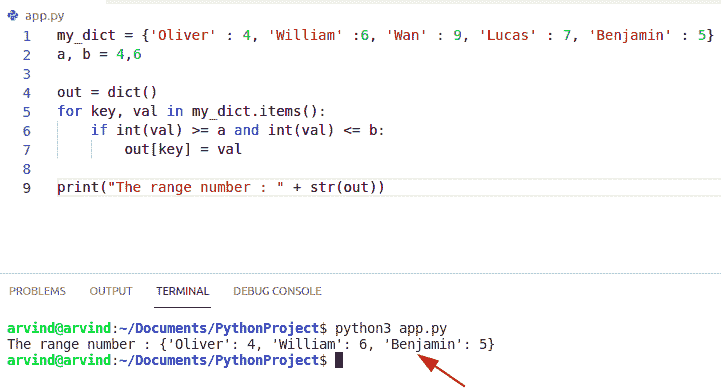 app.py
1 my_dict = {'Oliver' : 4, 'William' :6, 'Wan' : 9, 'Lucas' : 7, 'Benjamin' : 5}
2 a, b = 4,6
3
4 out = dict()
5 for key, val in my_dict.items():
6     if int(val) >= a and int(val) <= b:
7         out[key] = val
8
9 print("The range number : " + str(out))
PROBLEMS OUTPUT TERMINAL DEBUG CONSOLE
arvind@arvind:~/Documents/PythonProject$ python3 app.py
The range number : {'Oliver': 4, 'William': 6, 'Benjamin': 5}
arvind@arvind:~/Documents/PythonProject$